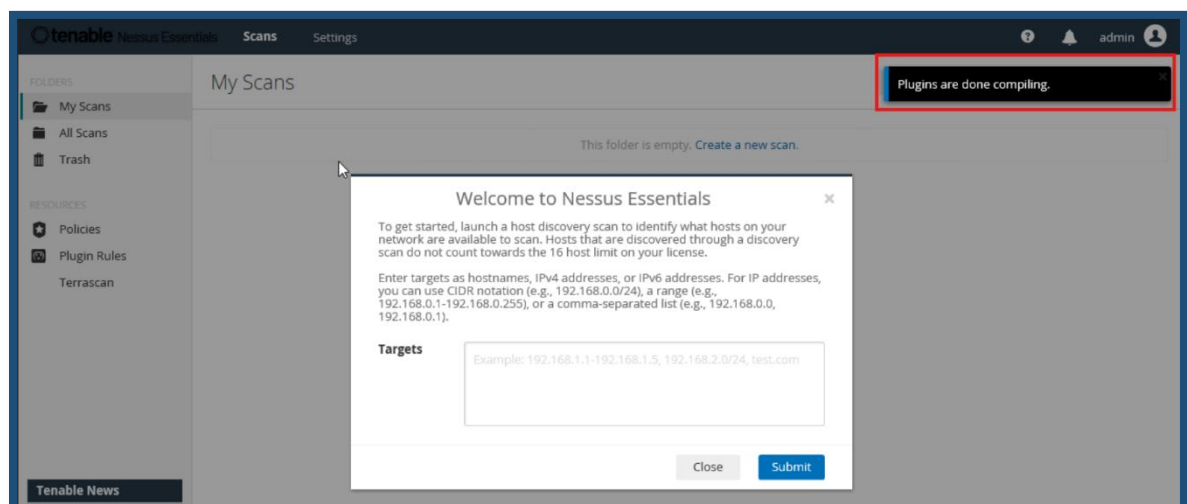 tenable Nessus Essentials
Scans
Settings
admin
FOLDERS
My Scans
All Scans
Trash
RESOURCES
Policies
Plugin Rules
Terrascan
Tenable News
My Scans
Plugins are done compiling.
This folder is empty. Create a new scan.
Welcome to Nessus Essentials
To get started, launch a host discovery scan to identify what hosts on your
network are available to scan. Hosts that are discovered through a discovery
scan do not count towards the 16 host limit on your license.
Enter targets as hostnames, IPv4 addresses, or IPv6 addresses. For IP addresses,
you can use CIDR notation (e.g., 192.168.0.0/24), a range (e.g.,
192.168.0.1-192.168.0.255), or a comma-separated list (e.g., 192.168.0.0,
192.168.0.1).
Targets
Example: 192.168.1.1-192.168.1.5, 192.168.2.0/24, test.com
Close
Submit